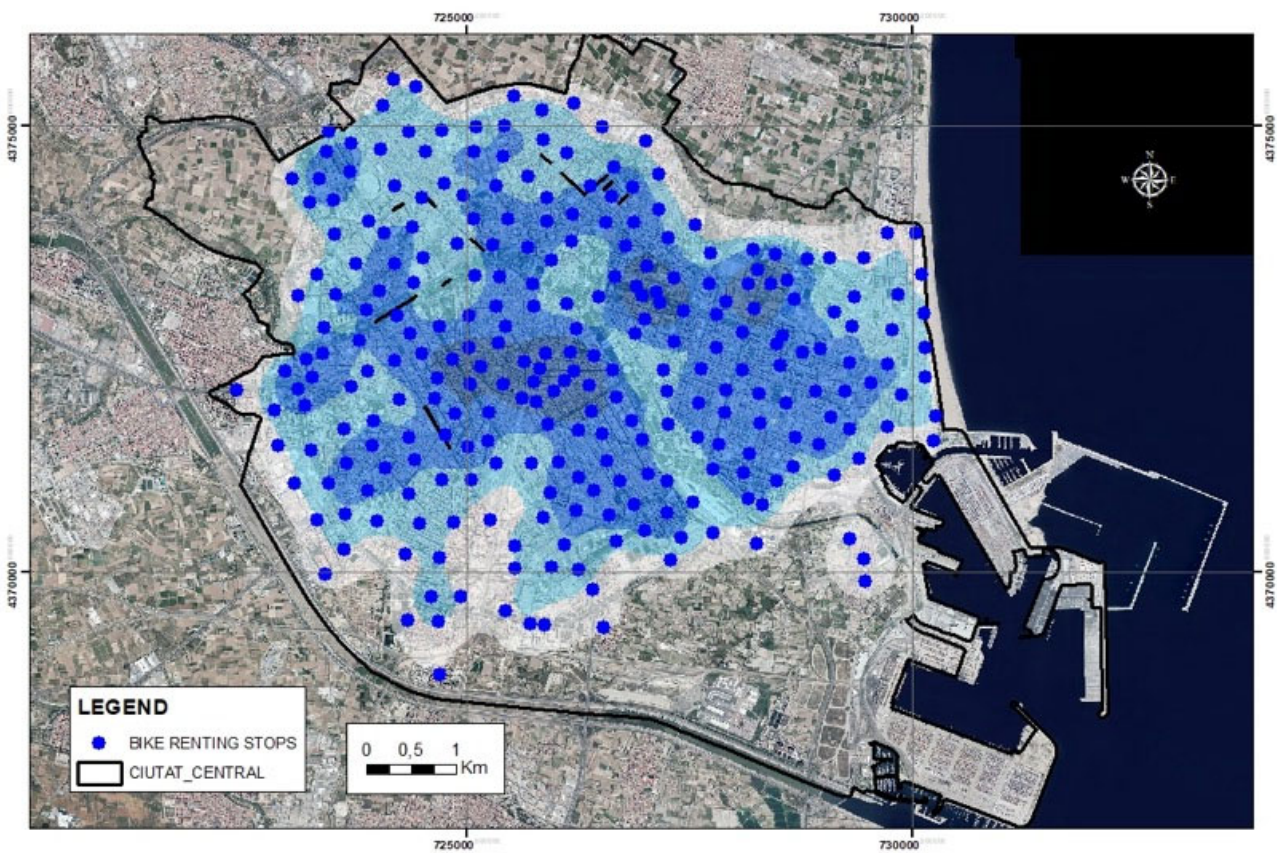 725000
730000
4375000
4375000
N
W
E
S
4370000
4370000
LEGEND
BIKE RENTING STOPS
CIUTAT_CENTRAL
0 0,5 1
Km
725000
730000